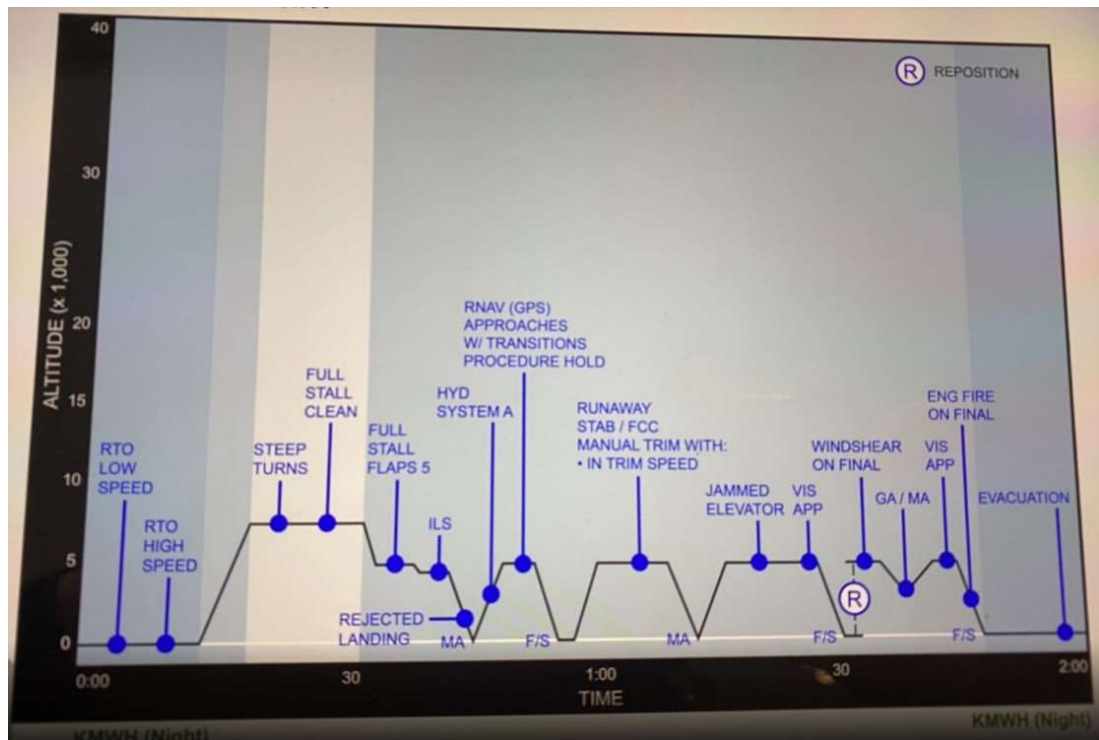 40
30
20
15
10
5
0
ALTITUDE (x 1,000)
R REPOSITION
RTO
LOW
SPEED
RTO
HIGH
SPEED
STEEP
TURNS
FULL
STALL
CLEAN
FULL
STALL
FLAPS 5
ILS
REJECTED
LANDING
MA
HYD
SYSTEM A
RNAV (GPS)
APPROACHES
W/ TRANSITIONS
PROCEDURE HOLD
F/S
RUNAWAY
STAB / FCC
MANUAL TRIM WITH:
• IN TRIM SPEED
MA
JAMMED
ELEVATOR
VIS
APP
F/S
R
WINDSHEAR
ON FINAL
GA / MA
VIS
APP
ENG FIRE
ON FINAL
F/S
EVACUATION
0:00
30
1:00
30
2:00
TIME
KMWH (Night)
KMWH (Night)